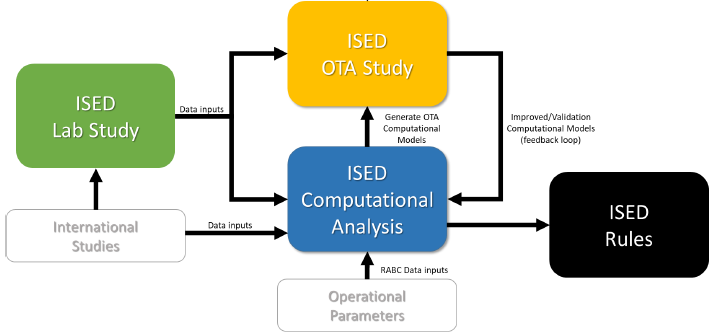 ISED
OTA Study
ISED
Lab Study
Data inputs
Generate OTA
Computational
Models
Improved/Validation
Computational Models
(feedback loop)
ISED
Computational
Analysis
ISED
Rules
International
Studies
Data inputs
RABC Data inputs
Operational
Parameters